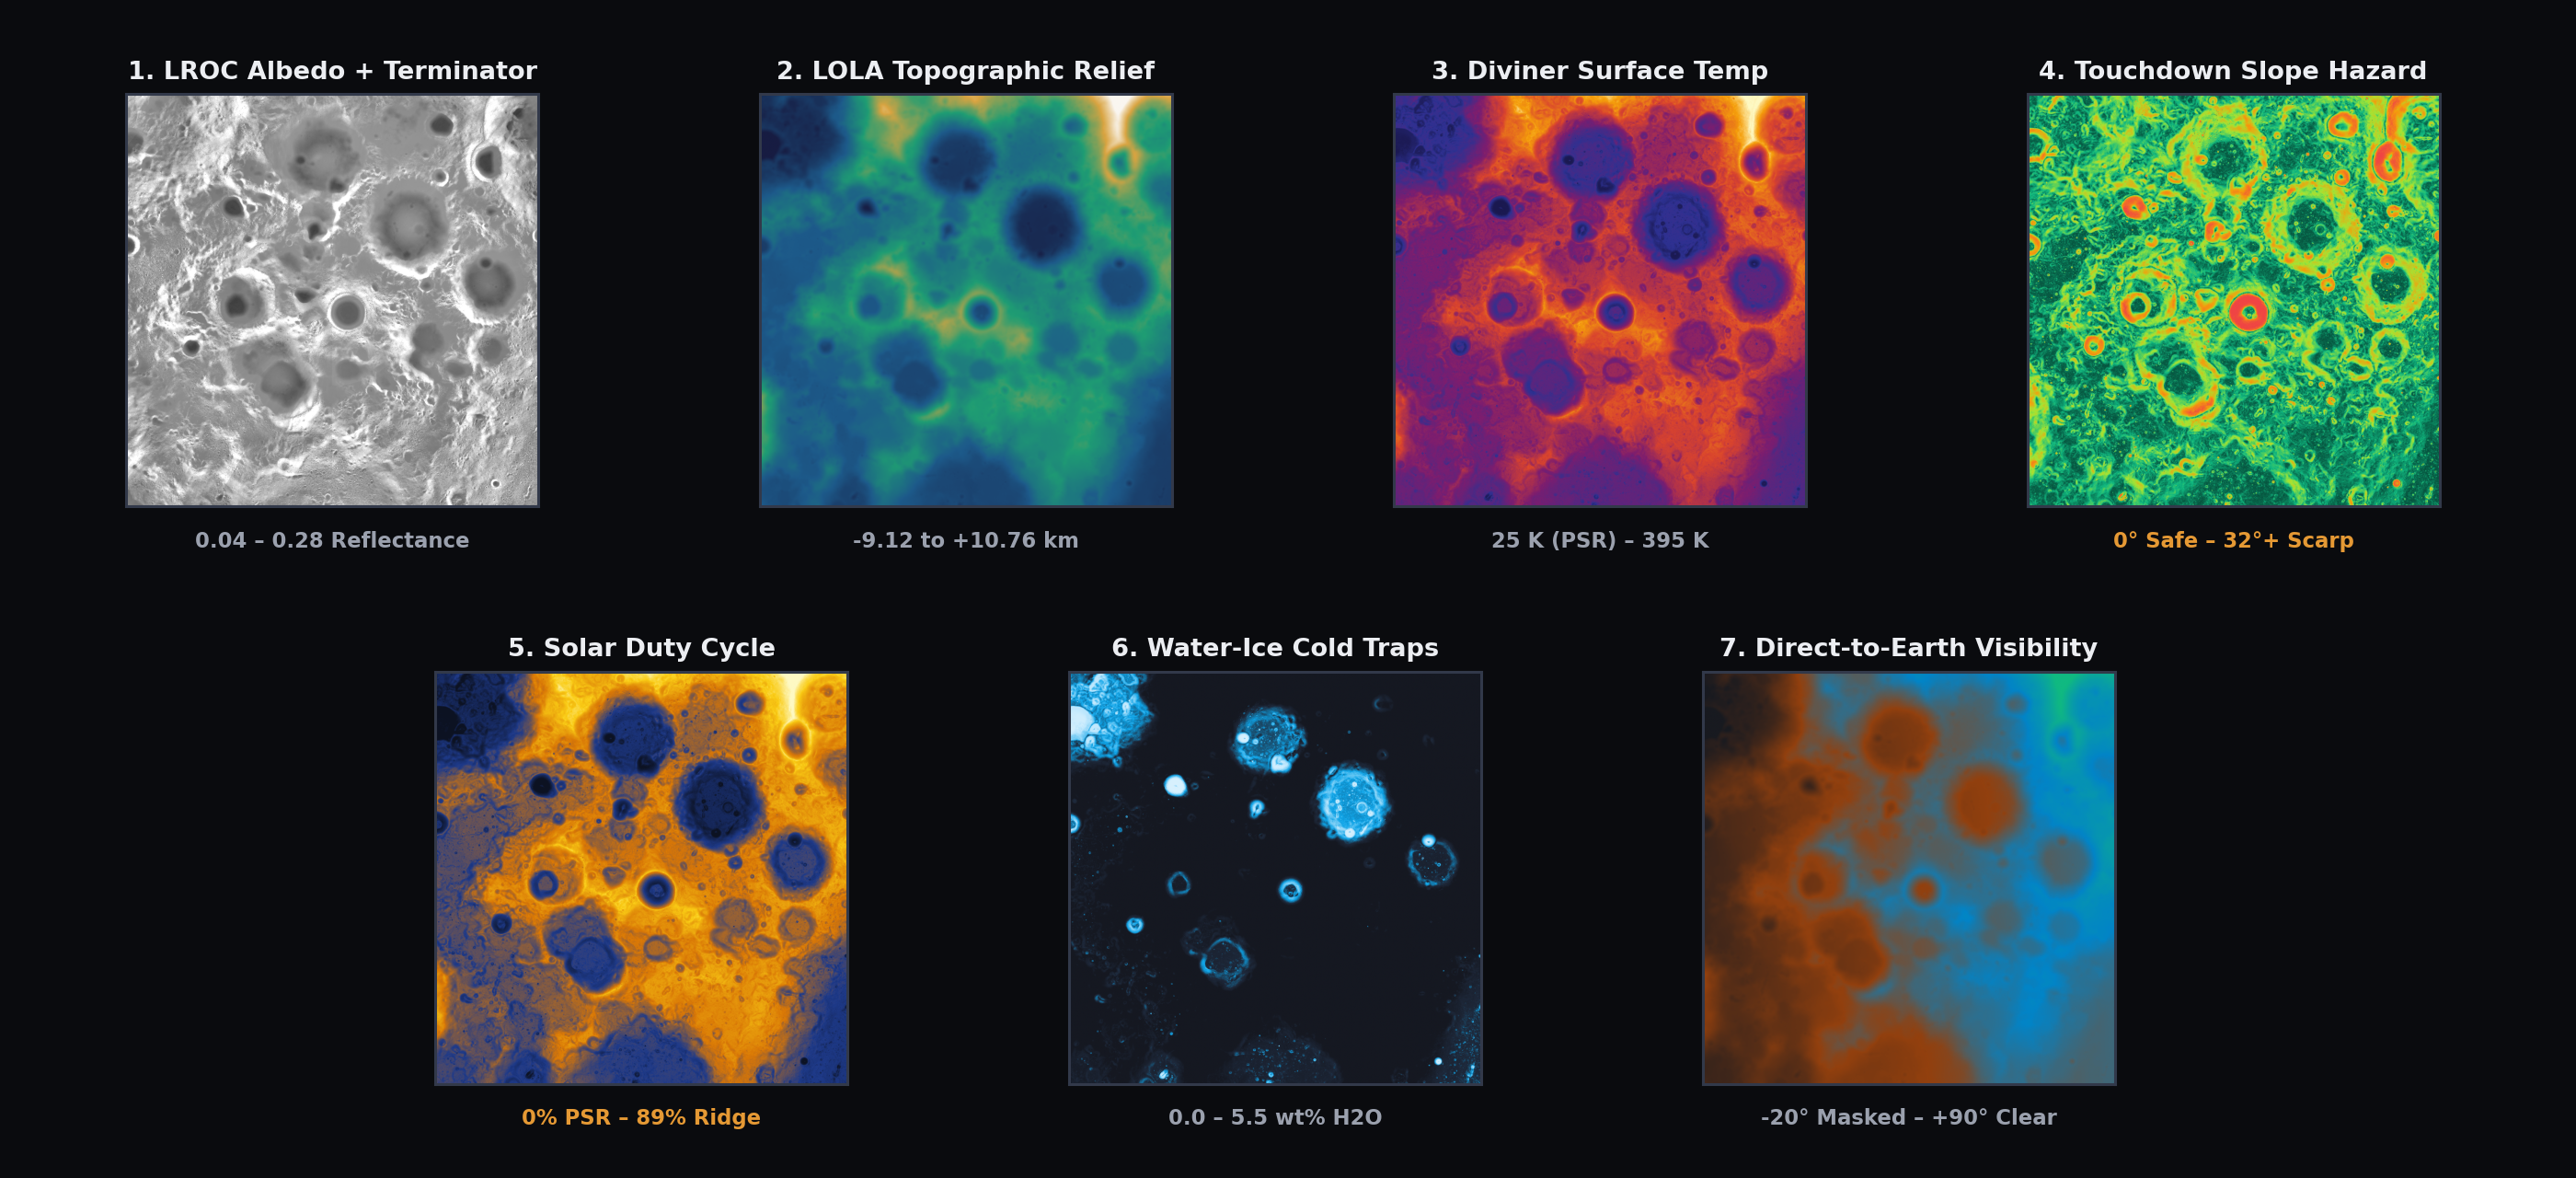 1. LROC Albedo + Terminator
2. LOLA Topographic Relief
3. Diviner Surface Temp
4. Touchdown Slope Hazard
0.04 – 0.28 Reflectance
-9.12 to +10.76 km
25 K (PSR) – 395 K
0° Safe – 32°+ Scarp
5. Solar Duty Cycle
6. Water-Ice Cold Traps
7. Direct-to-Earth Visibility
0% PSR – 89% Ridge
0.0 – 5.5 wt% H2O
-20° Masked – +90° Clear